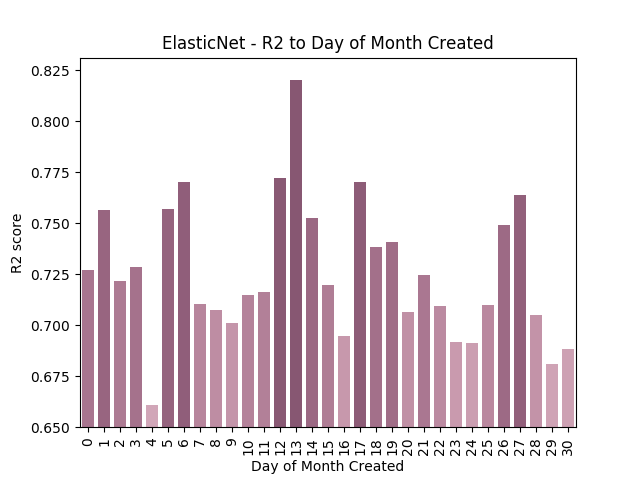 ElasticNet - R2 to Day of Month Created
R2 score
0.825
0.800
0.775
0.750
0.725
0.700
0.675
0.650
0 1 2 3 4 5 6 7 8 9 10 11 12 13 14 15 16 17 18 19 20 21 22 23 24 25 26 27 28 29 30
Day of Month Created